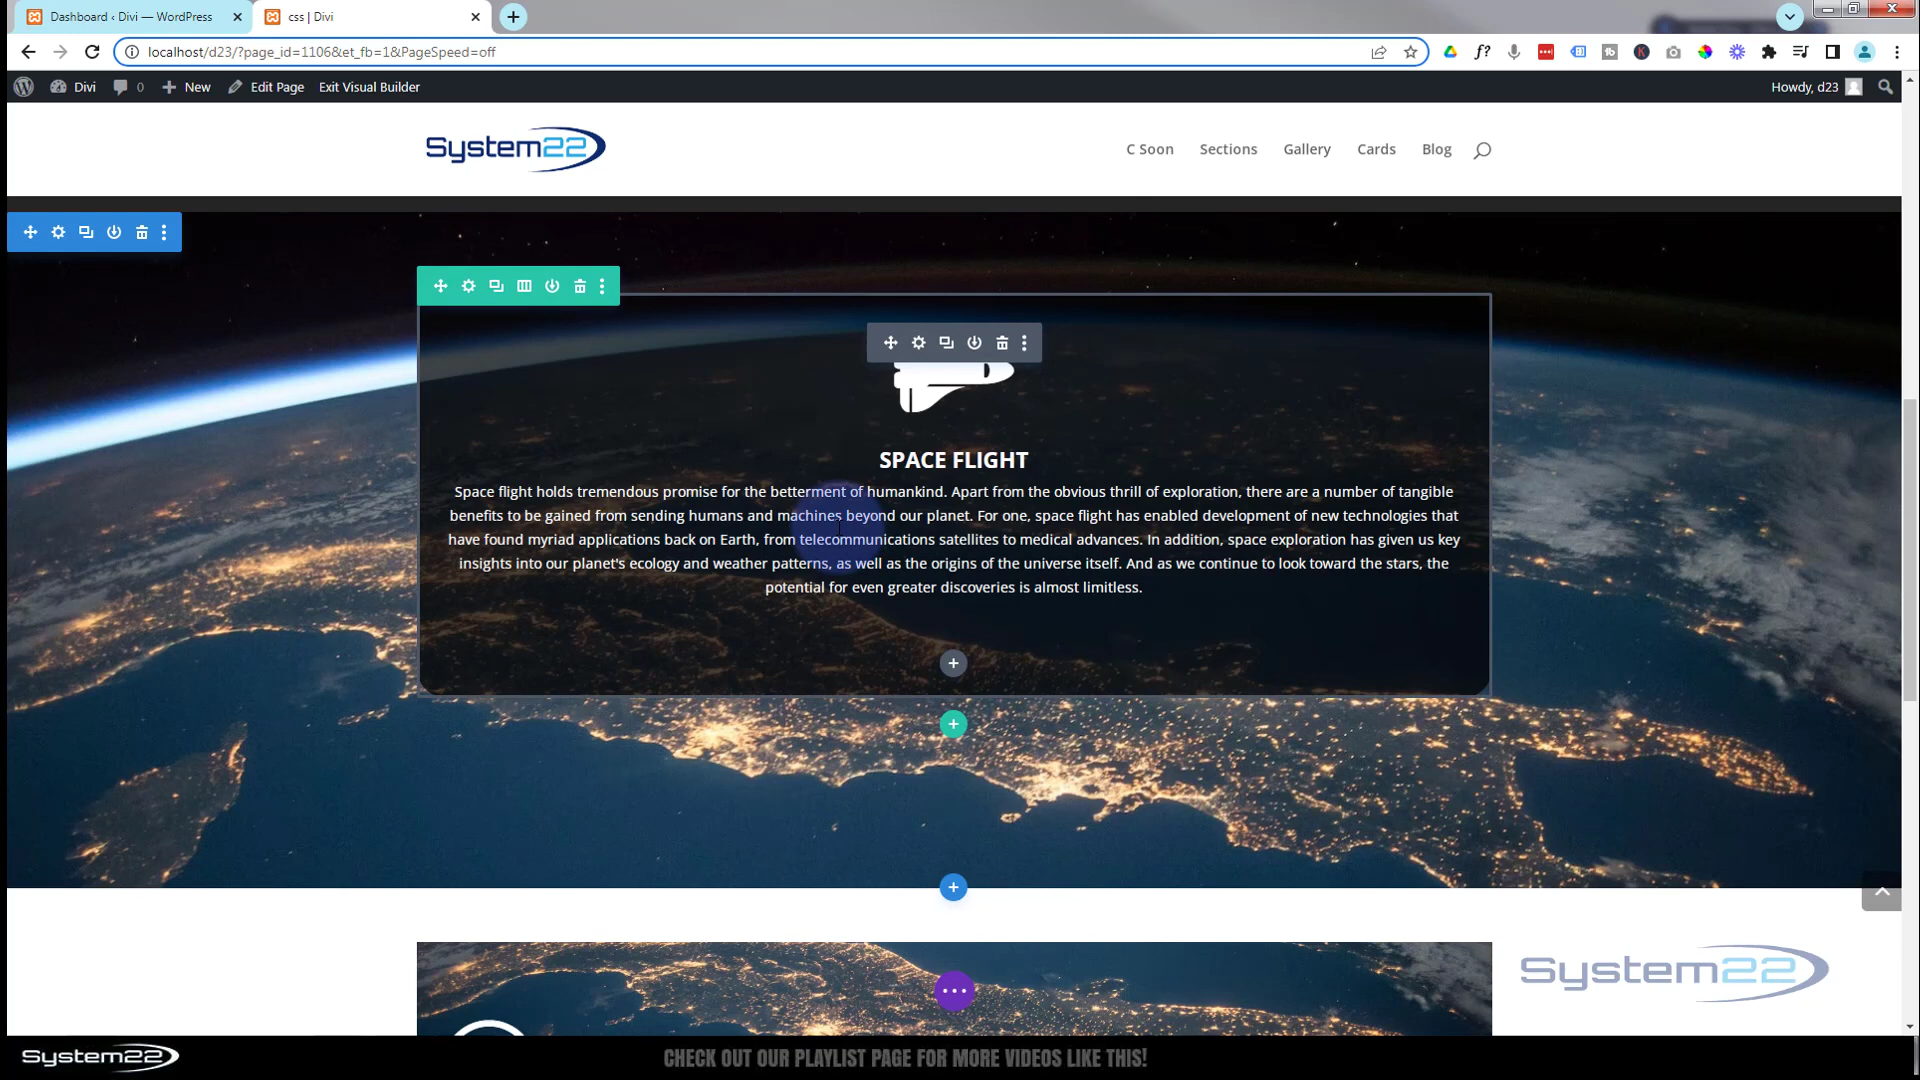 Dashboard ‹ Divi — WordPress
css | Divi
localhost/d23/?page_id=1106&et_fb=1&PageSpeed=off
Divi
0
New
Edit Page
Exit Visual Builder
Howdy, d23
System22
C Soon
Sections
Gallery
Cards
Blog
SPACE FLIGHT
Space flight holds tremendous promise for the betterment of humankind. Apart from the obvious thrill of exploration, there are a number of tangible
benefits to be gained from sending humans and machines beyond our planet. For one, space flight has enabled development of new technologies that
have found myriad applications back on Earth, from telecommunications satellites to medical advances. In addition, space exploration has given us key
insights into our planet's ecology and weather patterns, as well as the origins of the universe itself. And as we continue to look toward the stars, the
potential for even greater discoveries is almost limitless.
System22
System22
CHECK OUT OUR PLAYLIST PAGE FOR MORE VIDEOS LIKE THIS!